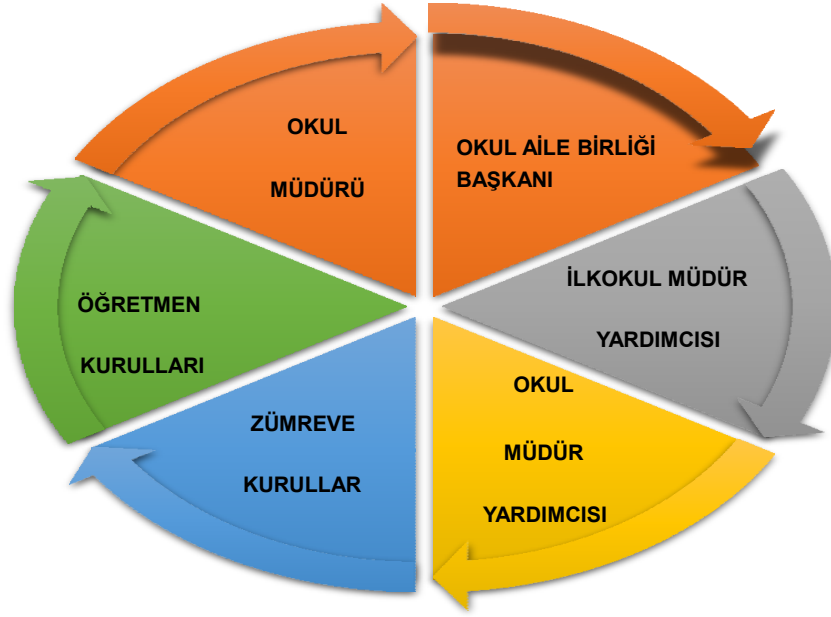 OKUL
MÜDÜRÜ
OKUL AİLE BİRLİĞİ
BAŞKANI
İLKOKUL MÜDÜR
YARDIMCISI
OKUL
MÜDÜR
YARDIMCISI
ZÜMREVE
KURULLAR
ÖĞRETMEN
KURULLARI